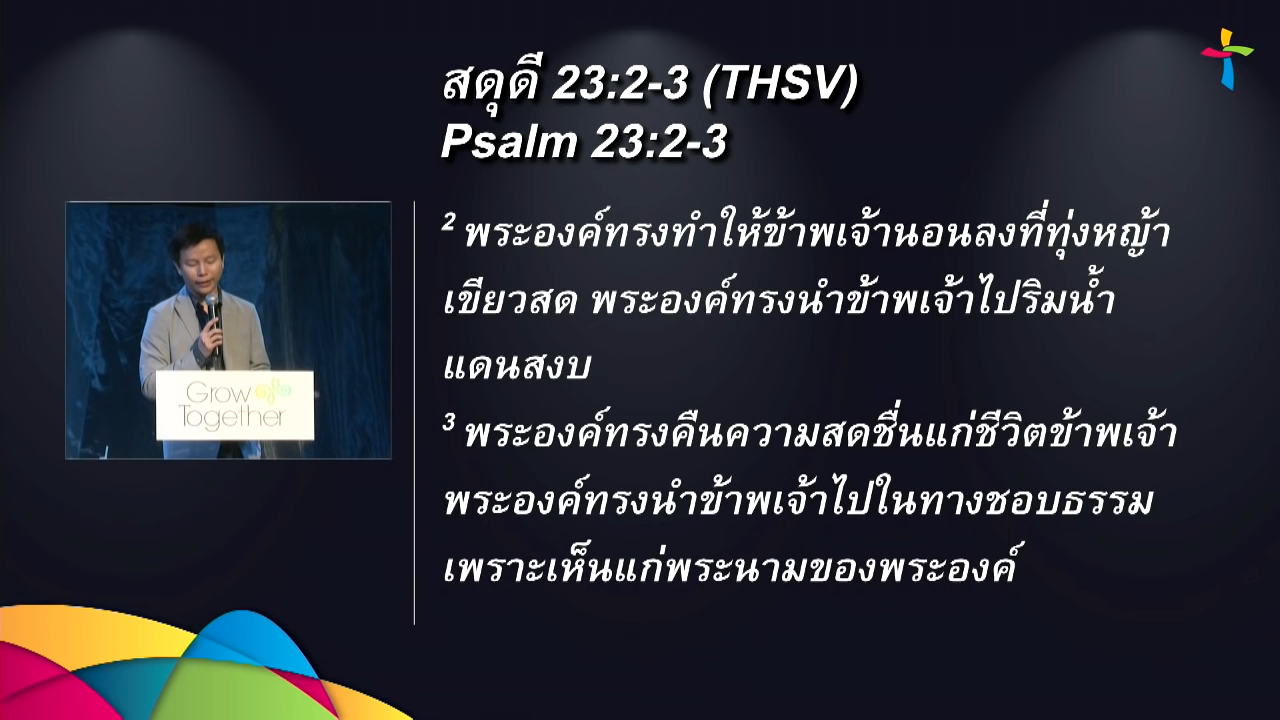 สดุดี 23:2-3 (THSV)
Psalm 23:2-3
2 พระองค์ทรงทำให้ข้าพเจ้านอนลงที่ทุ่งหญ้า
เขียวสด พระองค์ทรงนำข้าพเจ้าไปริมน้ำ
แดนสงบ
3 พระองค์ทรงคืนความสดชื่นแก่ชีวิตข้าพเจ้า
พระองค์ทรงนำข้าพเจ้าไปในทางชอบธรรม
เพราะเห็นแก่พระนามของพระองค์
Grow
Together